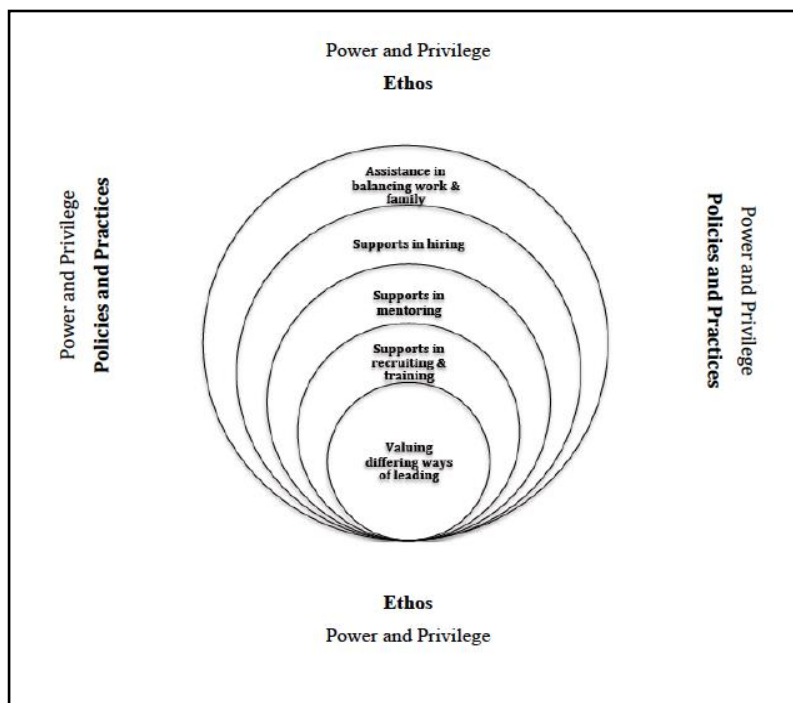 Power and Privilege
Ethos
Power and Privilege
Policies and Practices
Assistance in
balancing work &
family
Supports in hiring
Supports in
mentoring
Supports in
recruiting &
training
Valuing
differing ways
of leading
Power and Privilege
Policies and Practices
Ethos
Power and Privilege